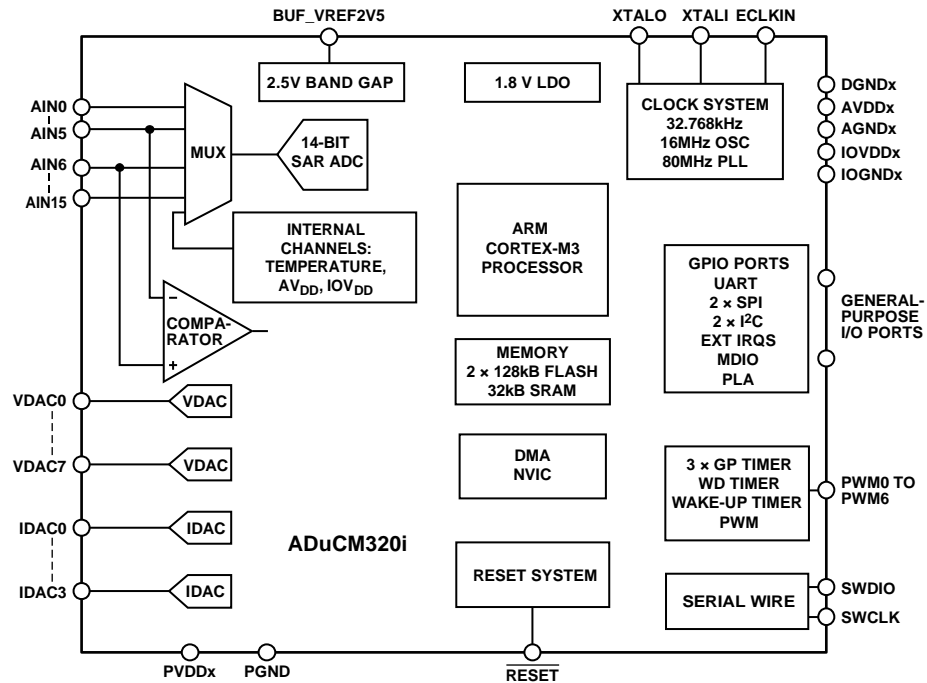 BUF_VREF2V5
XTALO
XTALI
ECLKIN
2.5V BAND GAP
1.8 V LDO
CLOCK SYSTEM
32.768kHz
16MHz OSC
80MHz PLL
DGNDx
AVDDx
AGNDx
IOVDDx
IOGNDx
AIN0
AIN5
AIN6
AIN15
MUX
14-BIT
SAR ADC
INTERNAL
CHANNELS:
TEMPERATURE,
AVDD, IOVDD
ARM
CORTEX-M3
PROCESSOR
GPIO PORTS
UART
2 × SPI
2 × I2C
EXT IRQS
MDIO
PLA
GENERAL-
PURPOSE
I/O PORTS
−
COMPA-
RATOR
+
MEMORY
2 × 128kB FLASH
32kB SRAM
VDAC0
VDAC
VDAC7
VDAC
DMA
NVIC
3 × GP TIMER
WD TIMER
WAKE-UP TIMER
PWM
PWM0 TO
PWM6
IDAC0
IDAC
IDAC3
IDAC
ADuCM320i
RESET SYSTEM
SERIAL WIRE
SWDIO
SWCLK
PVDDx
PGND
RESET